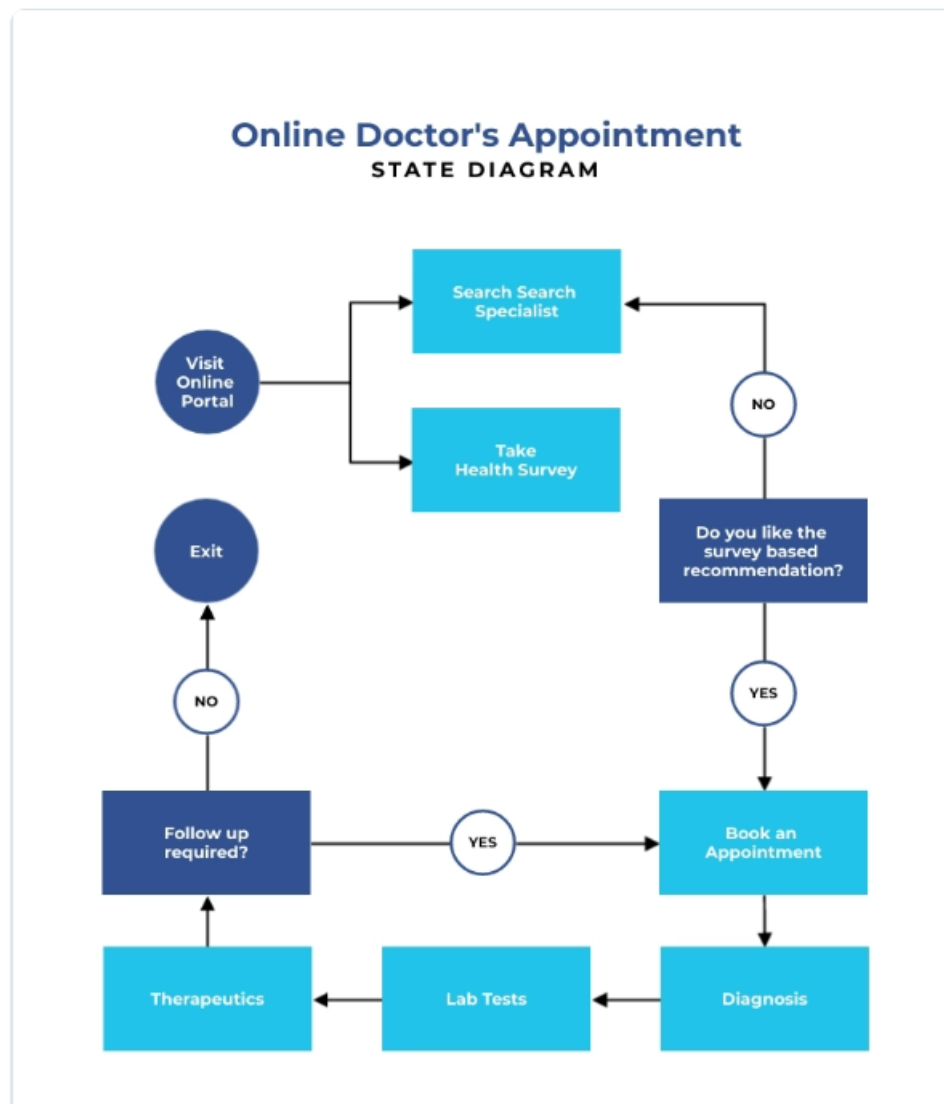 Online Doctor's Appointment
STATE DIAGRAM
Search Search
Specialist
Visit
Online
Portal
NO
Take
Health Survey
Do you like the
survey based
recommendation?
Exit
NO
YES
Follow up
required?
YES
Book an
Appointment
Therapeutics
Lab Tests
Diagnosis